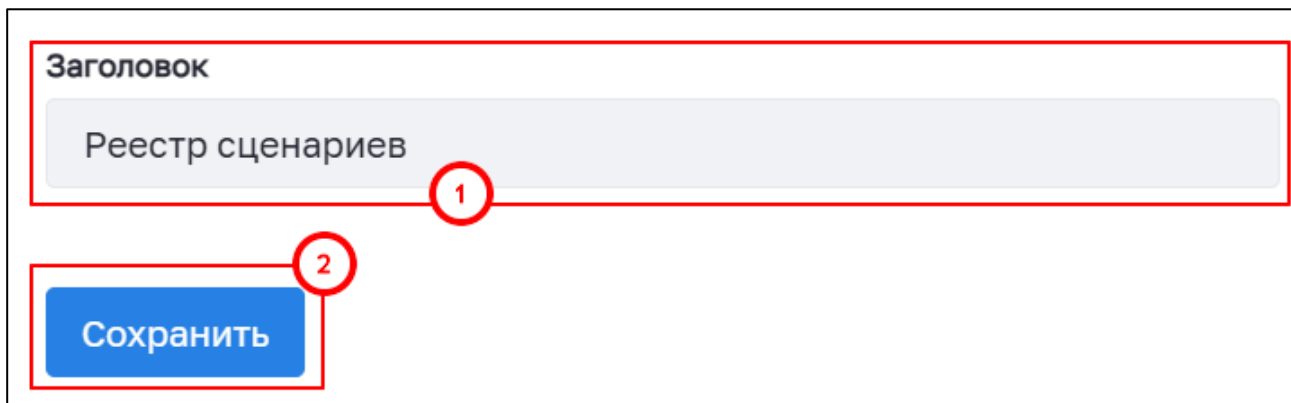 Заголовок
Реестр сценариев
1
2
Сохранить